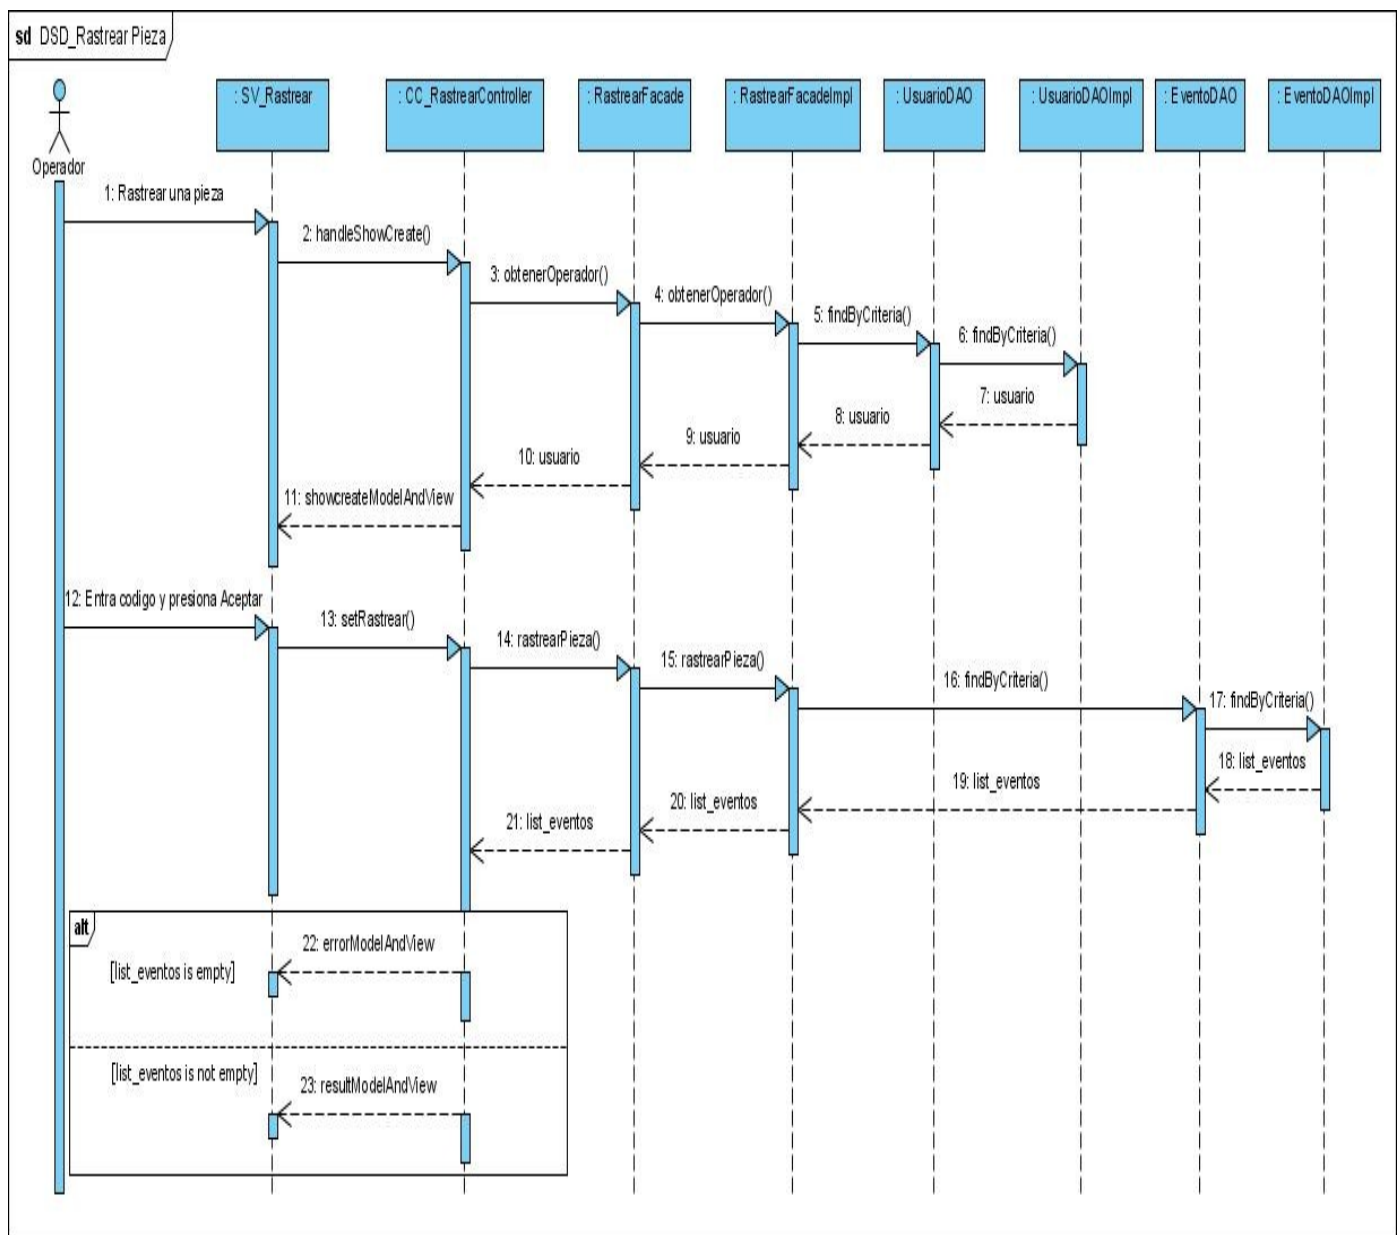 sd DSD_Rastrear Pieza
Operador
: SV_Rastrear
: CC_RastrearController
: RastrearFacade
: RastrearFacadeImpl
: UsuarioDAO
: UsuarioDAOImpl
: EventoDAO
: EventoDAOImpl
1: Rastrear una pieza
2: handleShowCreate()
3: obtenerOperador()
4: obtenerOperador()
5: findByCriteria()
6: findByCriteria()
7: usuario
8: usuario
9: usuario
10: usuario
11: showcreateModelAndView
12: Entra codigo y presiona Aceptar
13: setRastrear()
14: rastrearPieza()
15: rastrearPieza()
16: findByCriteria()
17: findByCriteria()
18: list_eventos
19: list_eventos
20: list_eventos
21: list_eventos
alt
22: errorModelAndView
[list_eventos is empty]
[list_eventos is not empty]
23: resultModelAndView